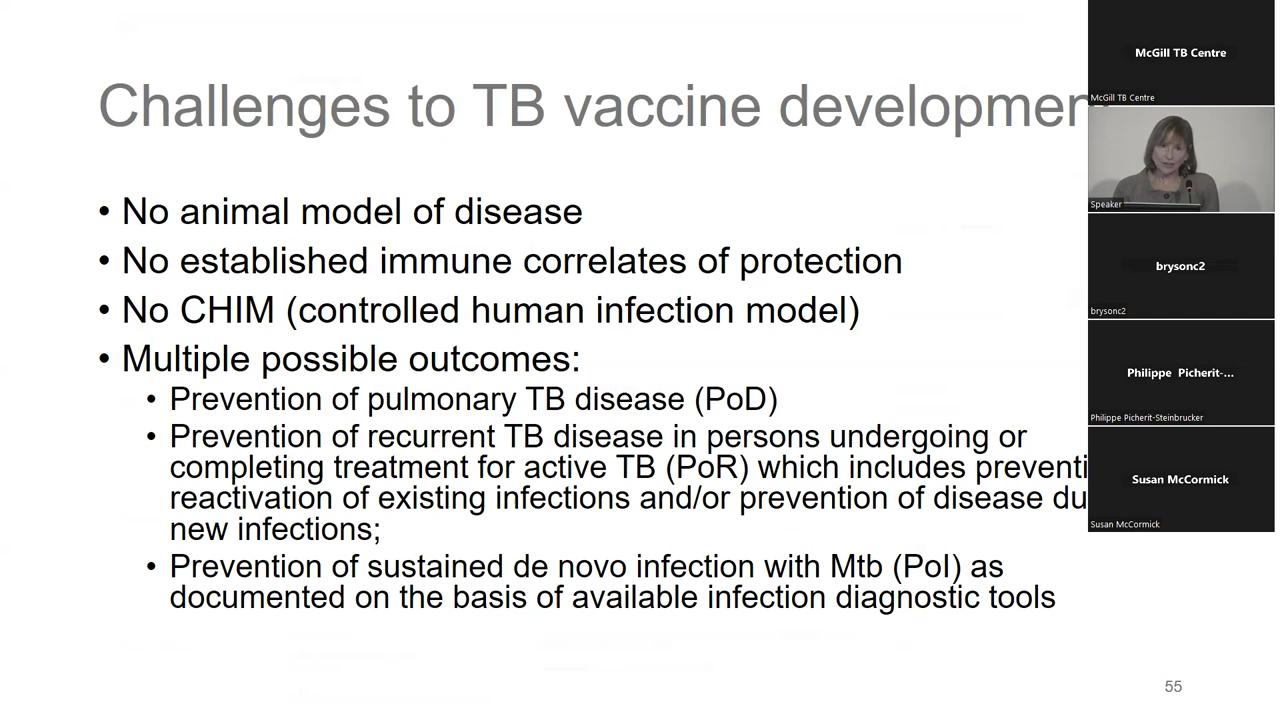 Challenges to TB vaccine development
• No animal model of disease
• No established immune correlates of protection
• No CHIM (controlled human infection model)
• Multiple possible outcomes:
• Prevention of pulmonary TB disease (PoD)
• Prevention of recurrent TB disease in persons undergoing or
completing treatment for active TB (PoR) which includes preventi
reactivation of existing infections and/or prevention of disease du
new infections;
• Prevention of sustained de novo infection with Mtb (PoI) as
documented on the basis of available infection diagnostic tools
55
McGill TB Centre
McGill TB Centre
Speaker
brysonc2
brysonc2
Philippe Picherit-...
Philippe Picherit-Steinbrucker
Susan McCormick
Susan McCormick